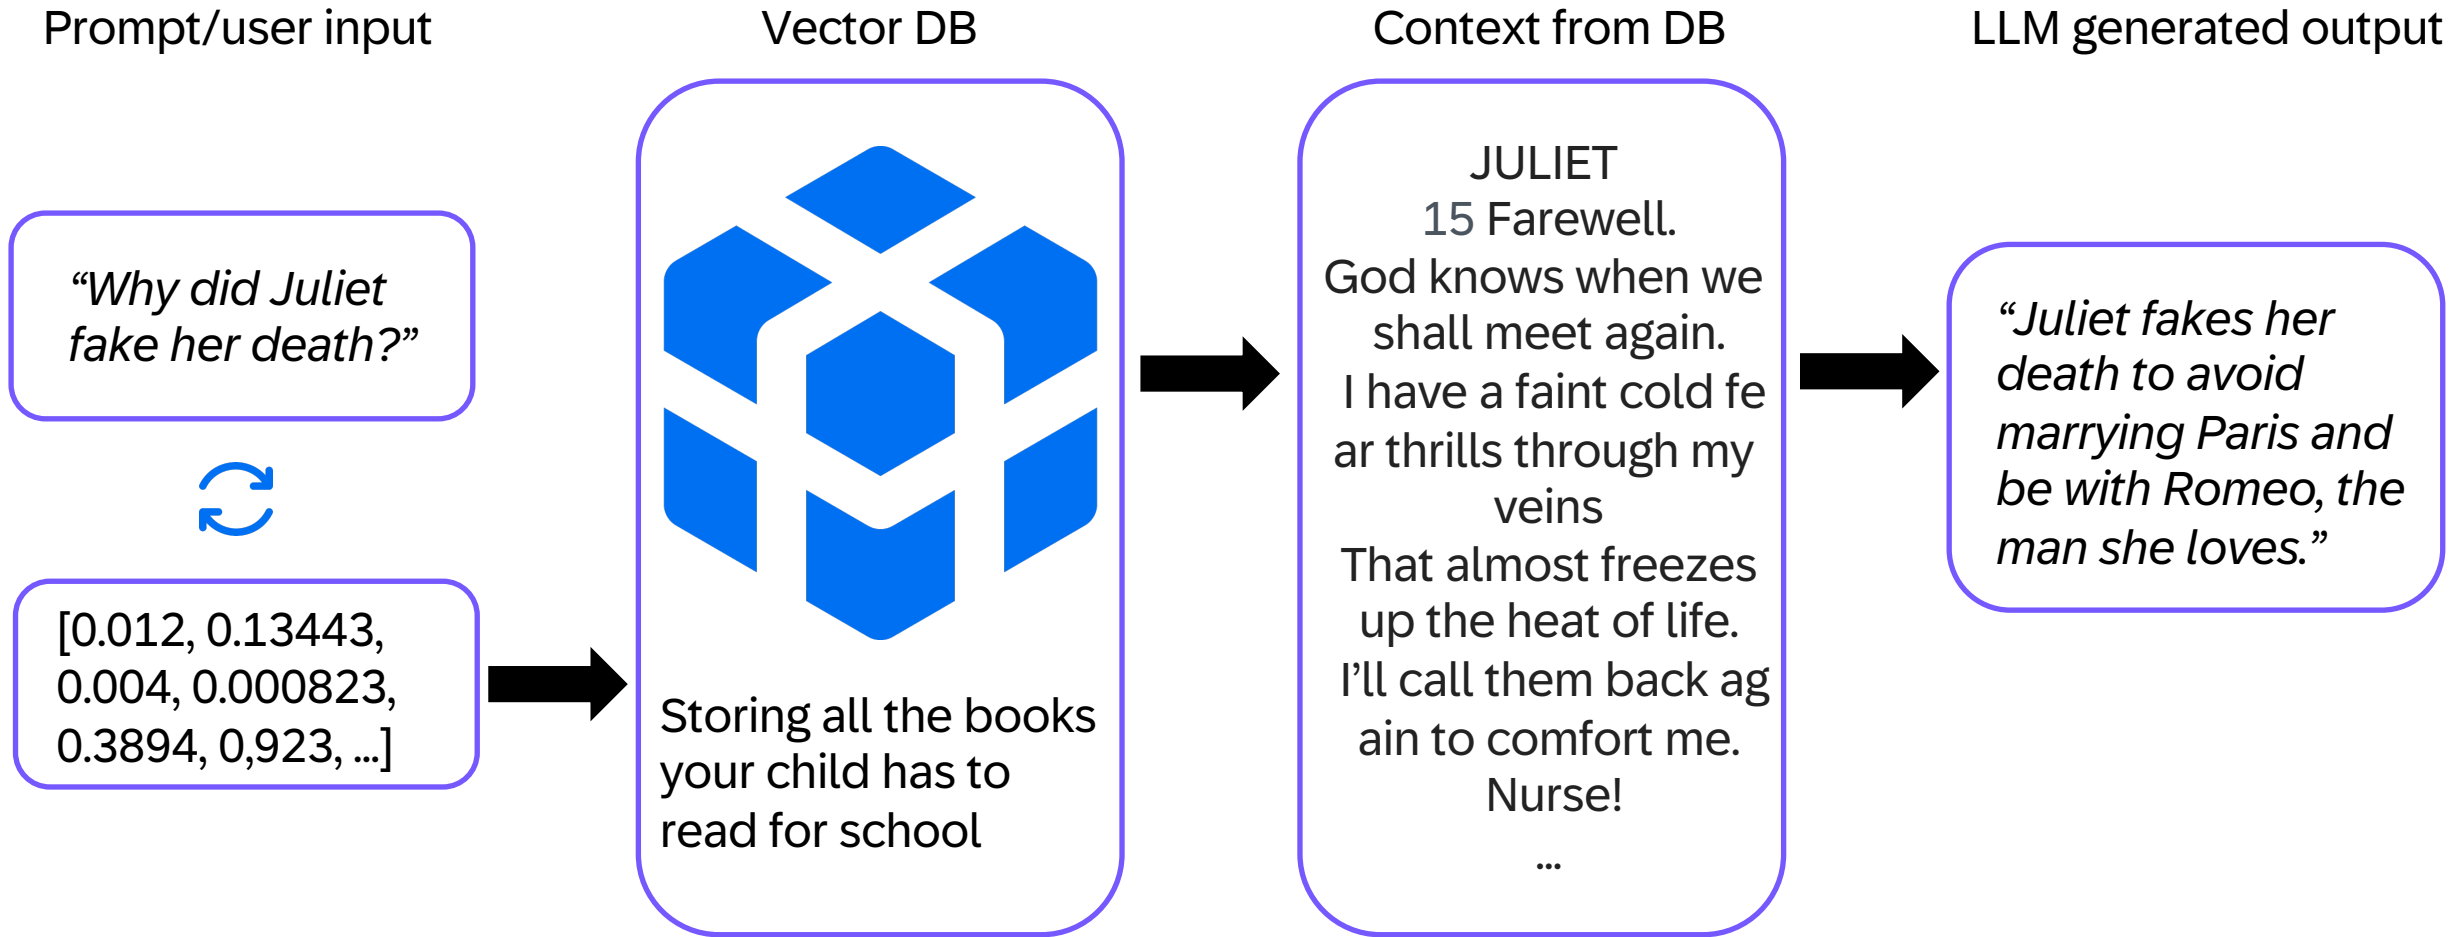 Prompt/user input
Vector DB
Context from DB
LLM generated output
“Why did Juliet
fake her death?”
[0.012, 0.13443,
0.004, 0.000823,
0.3894, 0,923, ...]
Storing all the books
your child has to
read for school
JULIET
15 Farewell.
God knows when we
shall meet again.
I have a faint cold fe
ar thrills through my
veins
That almost freezes
up the heat of life.
I’ll call them back ag
ain to comfort me.
Nurse!
...
“Juliet fakes her
death to avoid
marrying Paris and
be with Romeo, the
man she loves.”